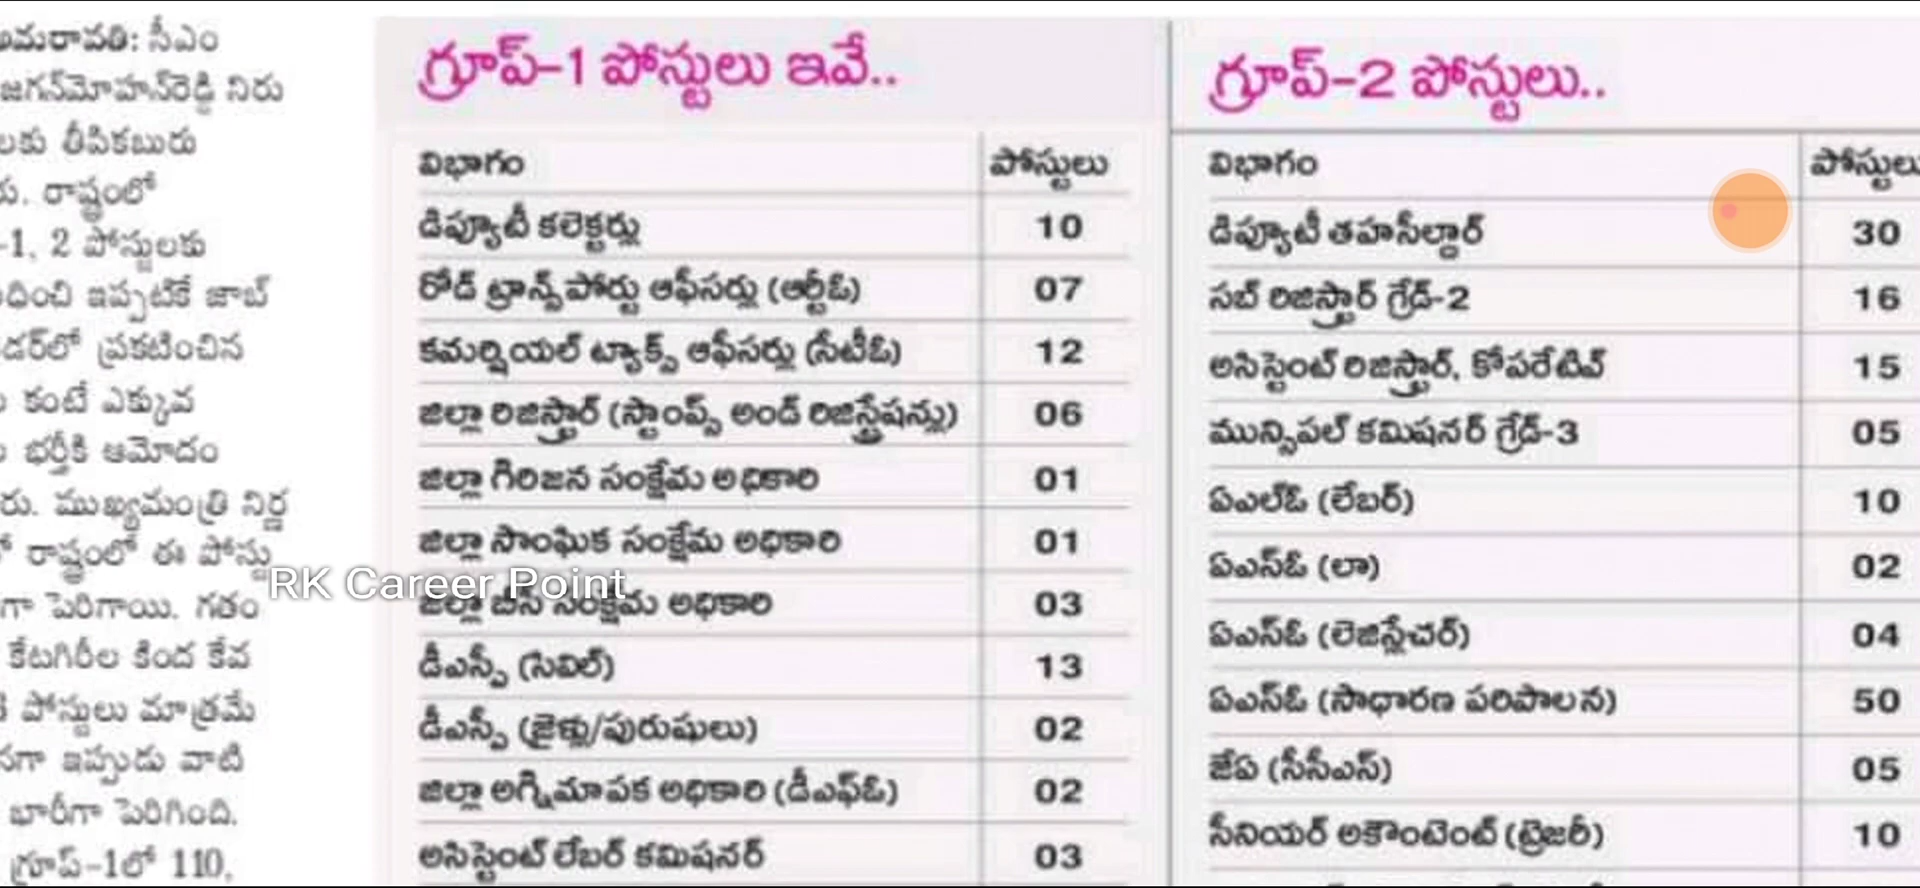 అమరావతి: సీఎం
జగన్‌మోహన్‌రెడ్డి నిరు
లకు తీపికబురు
రు. రాష్ట్రంలో
-1, 2 పోస్టులకు
ధించి ఇప్పటికే జాబ్
డర్‌లో ప్రకటించిన
కంటే ఎక్కువ
భర్తీకి ఆమోదం
రు. ముఖ్యమంత్రి నిర్ణ
రాష్ట్రంలో ఈ పోస్టు
గా పెరిగాయి. గతం
కేటగిరీల కింద కేవ
పోస్టులు మాత్రమే
నగా ఇప్పుడు వాటి
భారీగా పెరిగింది.
గ్రూప్-1లో 110,
గ్రూప్-1 పోస్టులు ఇవే..
విభాగం పోస్టులు
డిప్యూటీ కలెక్టర్లు 10
రోడ్ ట్రాన్స్‌పోర్టు ఆఫీసర్లు (ఆర్టీఓ) 07
కమర్షియల్ ట్యాక్స్ ఆఫీసర్లు (సీటీఓ) 12
జిల్లా రిజిస్ట్రార్ (స్టాంప్స్ అండ్ రిజిస్ట్రేషన్లు) 06
జిల్లా గిరిజన సంక్షేమ అధికారి 01
జిల్లా సాంఘిక సంక్షేమ అధికారి 01
జిల్లా బీసీ సంక్షేమ అధికారి 03
డీఎస్పీ (సివిల్) 13
డీఎస్పీ (జైళ్లు/పురుషులు) 02
జిల్లా అగ్నిమాపక అధికారి (డీఎఫ్ఓ) 02
అసిస్టెంట్ లేబర్ కమిషనర్ 03
గ్రూప్-2 పోస్టులు..
విభాగం పోస్టులు
డిప్యూటీ తహసీల్దార్ 30
సబ్ రిజిస్ట్రార్ గ్రేడ్-2 16
అసిస్టెంట్ రిజిస్ట్రార్, కోపరేటివ్ 15
మున్సిపల్ కమిషనర్ గ్రేడ్-3 05
ఏఎల్ఓ (లేబర్) 10
ఏఎస్ఓ (లా) 02
ఏఎస్ఓ (లెజిస్లేచర్) 04
ఏఎస్ఓ (సాధారణ పరిపాలన) 50
జేఏ (సీసీఎస్) 05
సీనియర్ అకౌంటెంట్ (ట్రెజరీ) 10
RK Career Point